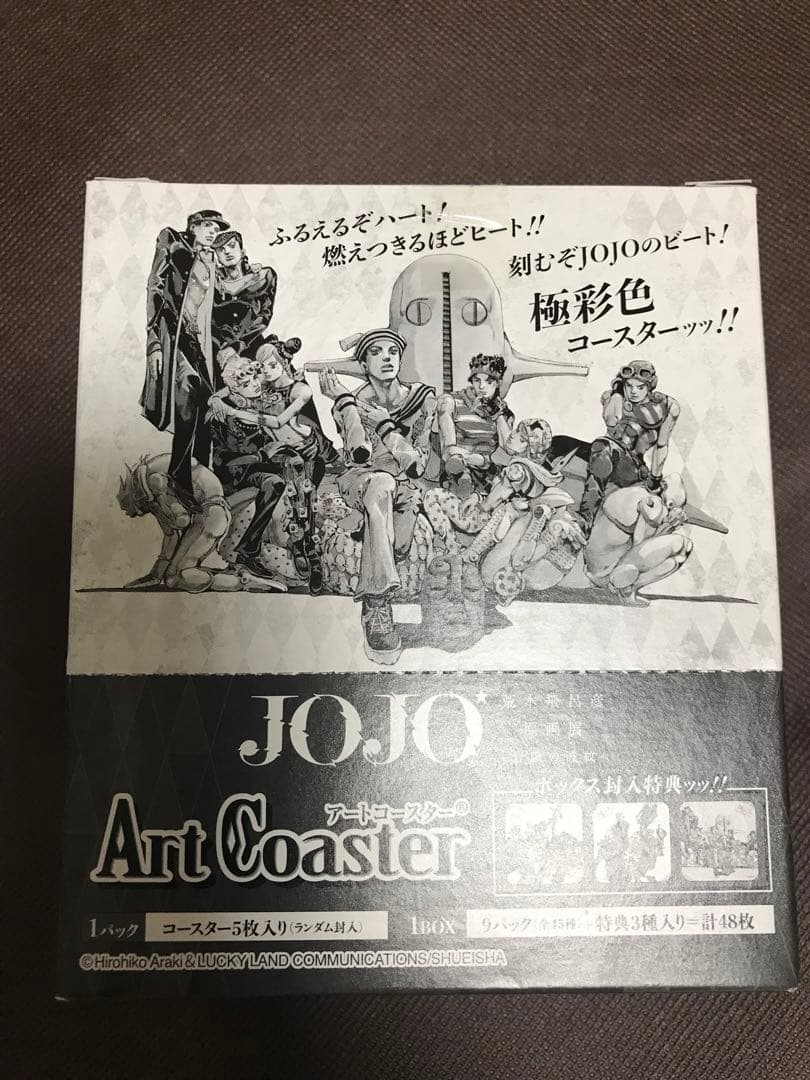 ふるえるぞハート!
燃えつきるほどヒート!!
刻むぞJOJOのビート!
極彩色
コースターッッ!!
JOJO
荒木飛呂彦
原画展
ボックス封入特典ッッ!!
アートコースター®
Art Coaster
1パック コースター5枚入り(ランダム封入) 1BOX 9パック(全45種) 特典3種入り=計48枚
©Hirohiko Araki & LUCKY LAND COMMUNICATIONS/SHUEISHA